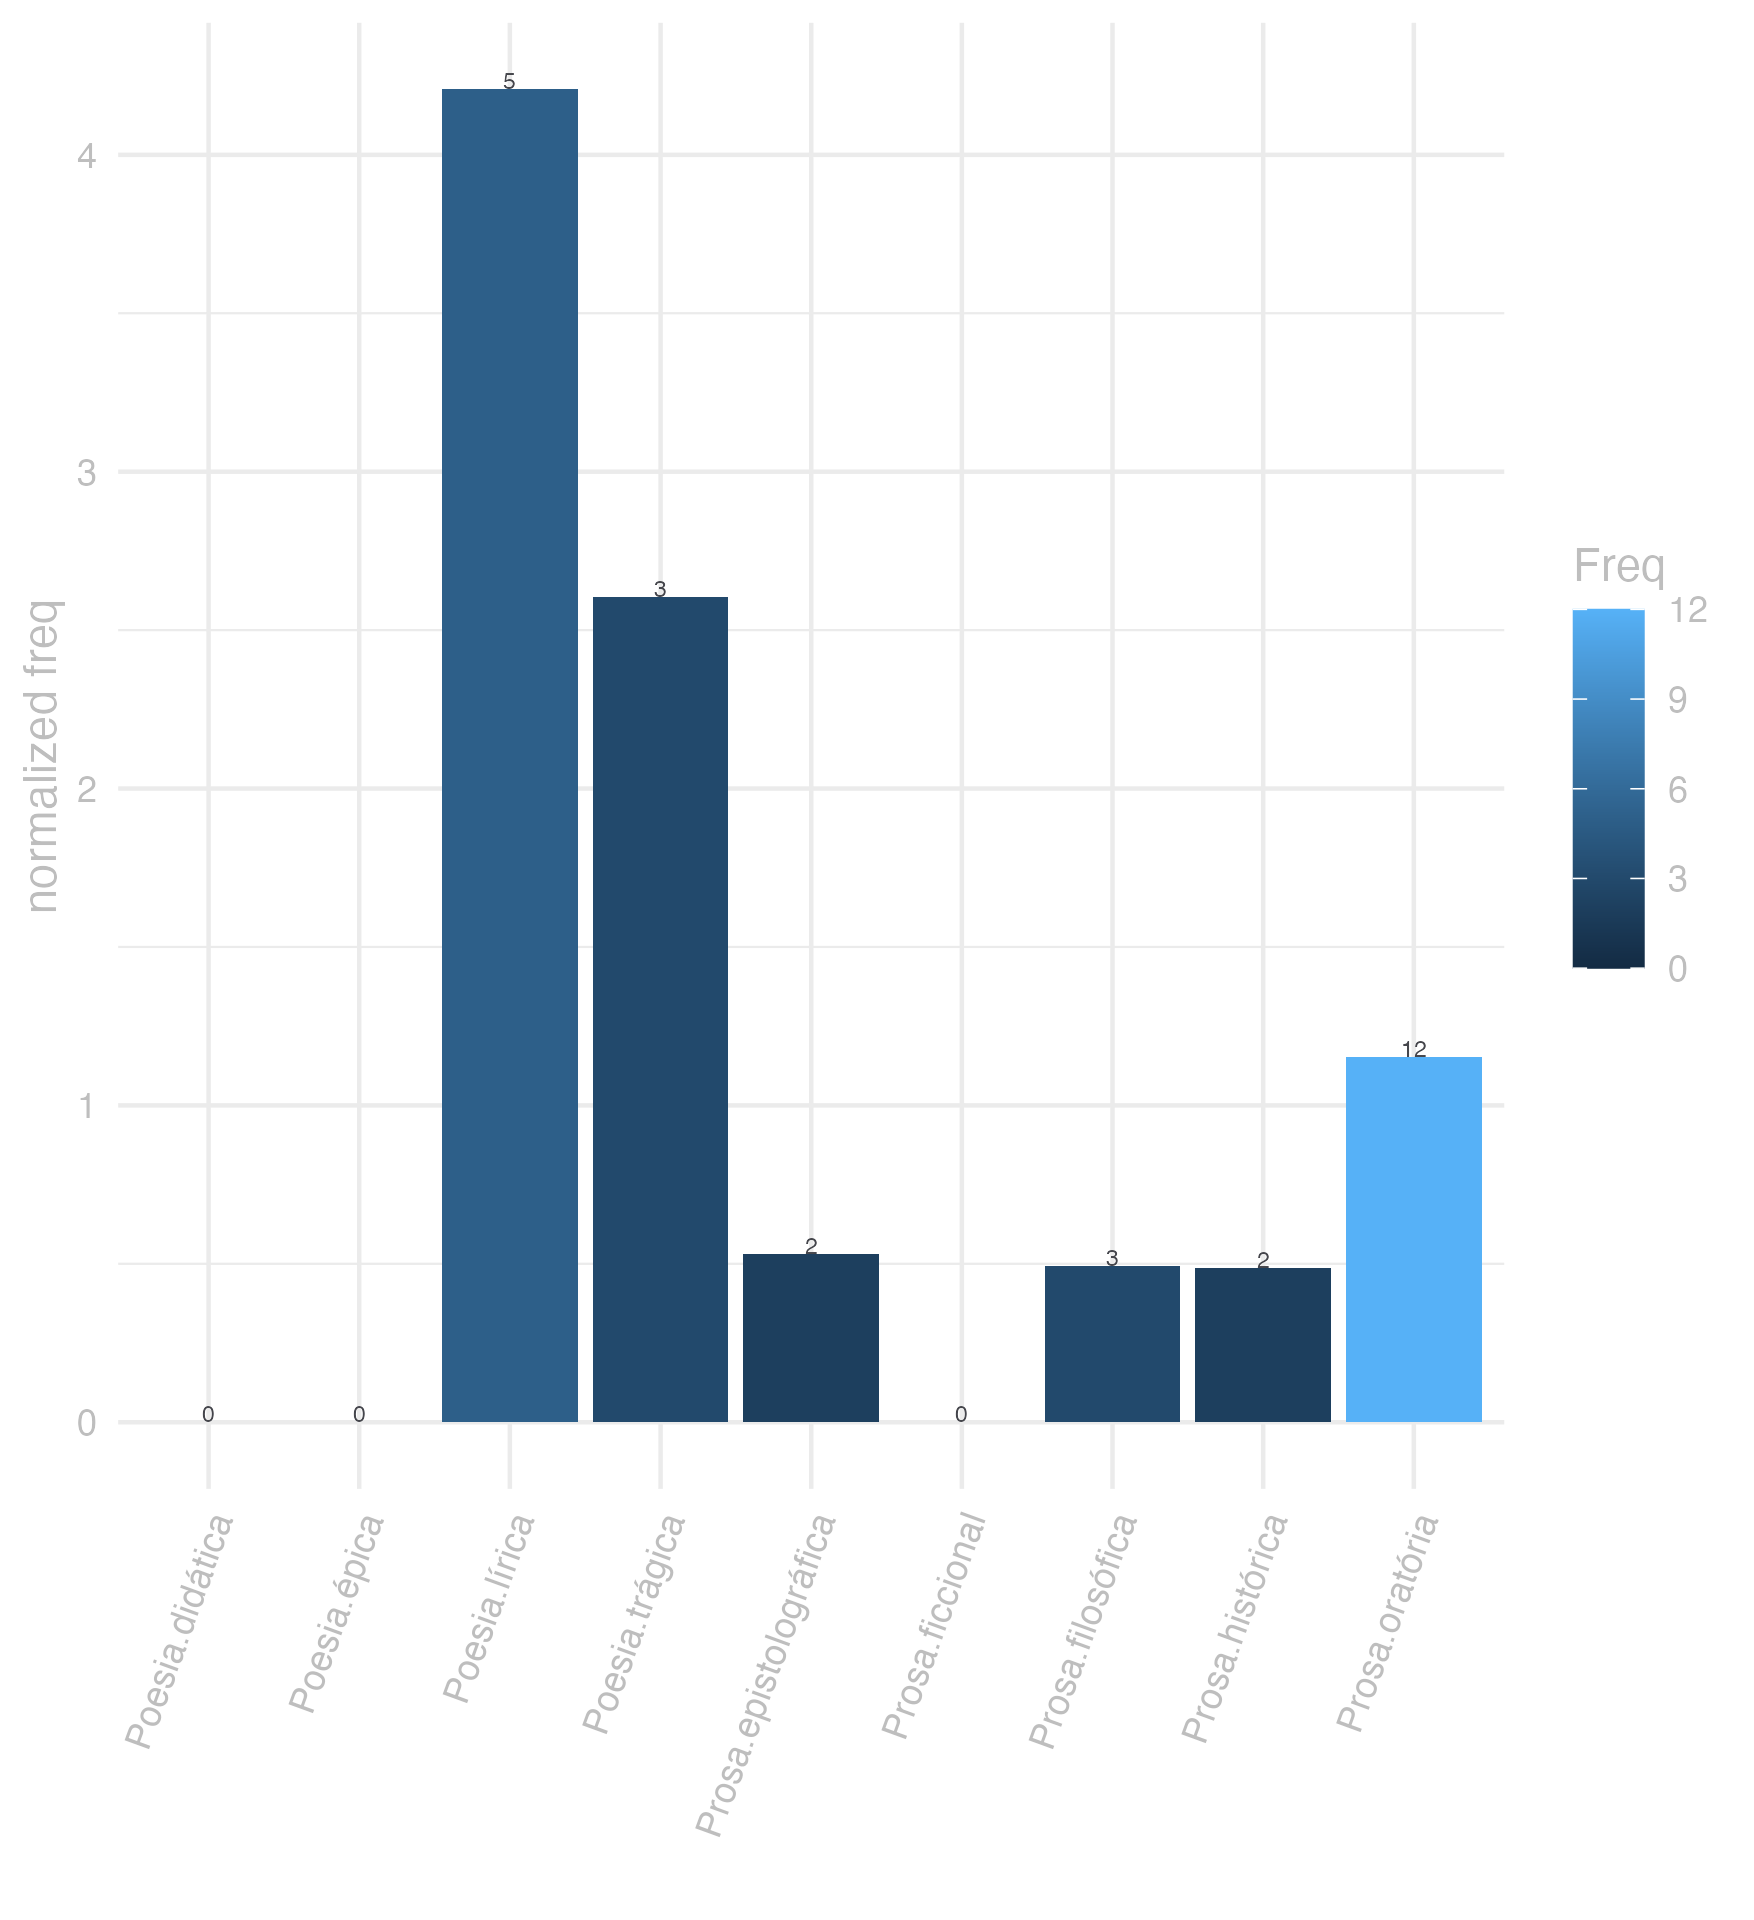 5
4
3
3
2
12
1
2
3
2
0
0
0
0
normalized freq
Freq
12
9
6
3
0
Poesia.didática
Poesia.épica
Poesia.lírica
Poesia.trágica
Prosa.epistolográfica
Prosa.ficcional
Prosa.filosófica
Prosa.histórica
Prosa.oratória